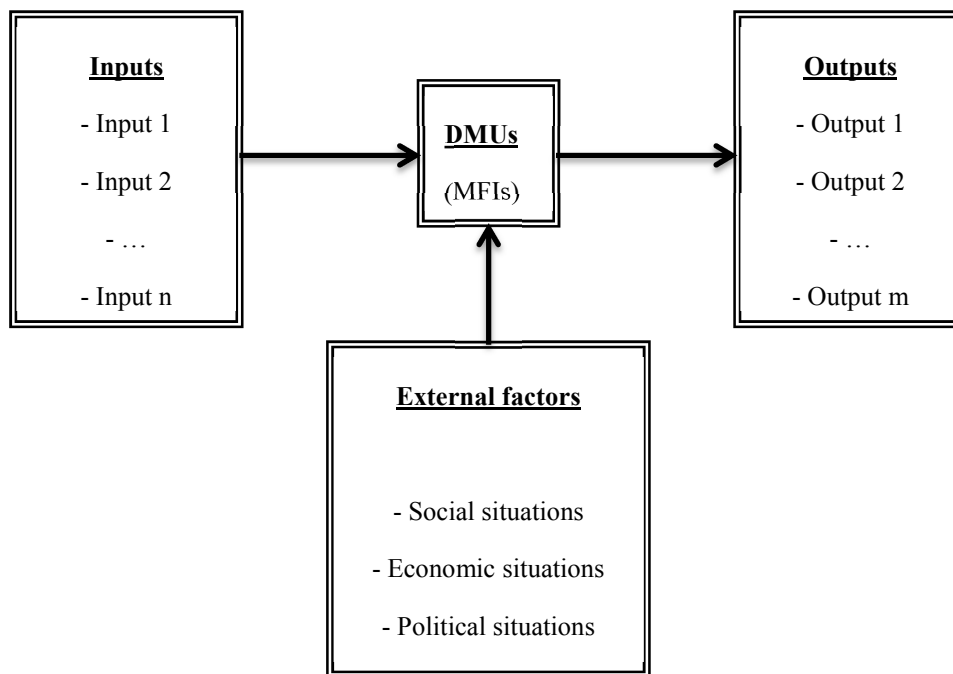 Inputs
- Input 1
- Input 2
- …
- Input n
DMUs
(MFIs)
Outputs
- Output 1
- Output 2
- …
- Output m
External factors
- Social situations
- Economic situations
- Political situations